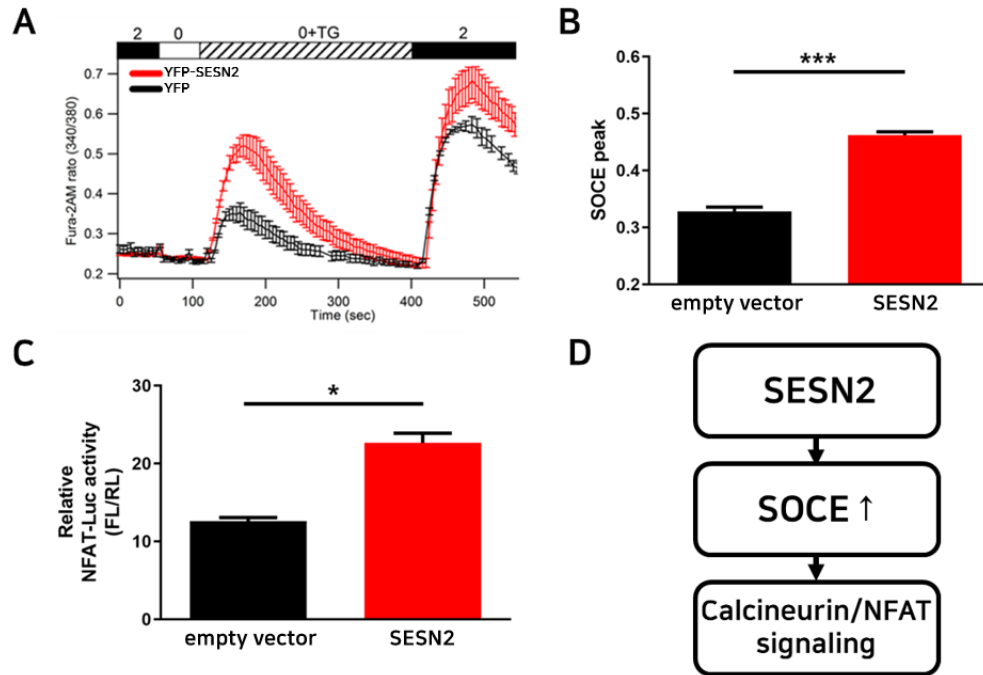 A
2 0 0+TG 2
YFP-SESN2
YFP
Fura-2AM rato (340/380)
0.7
0.6
0.5
0.4
0.3
0.2
0 100 200 300 400 500
Time (sec)
B
***
SOCE peak
0.6
0.5
0.4
0.3
0.2
empty vector SESN2
C
*
Relative
NFAT-Luc activity
(FL/RL)
30
20
10
0
empty vector SESN2
D
SESN2
SOCE ↑
Calcineurin/NFAT
signaling